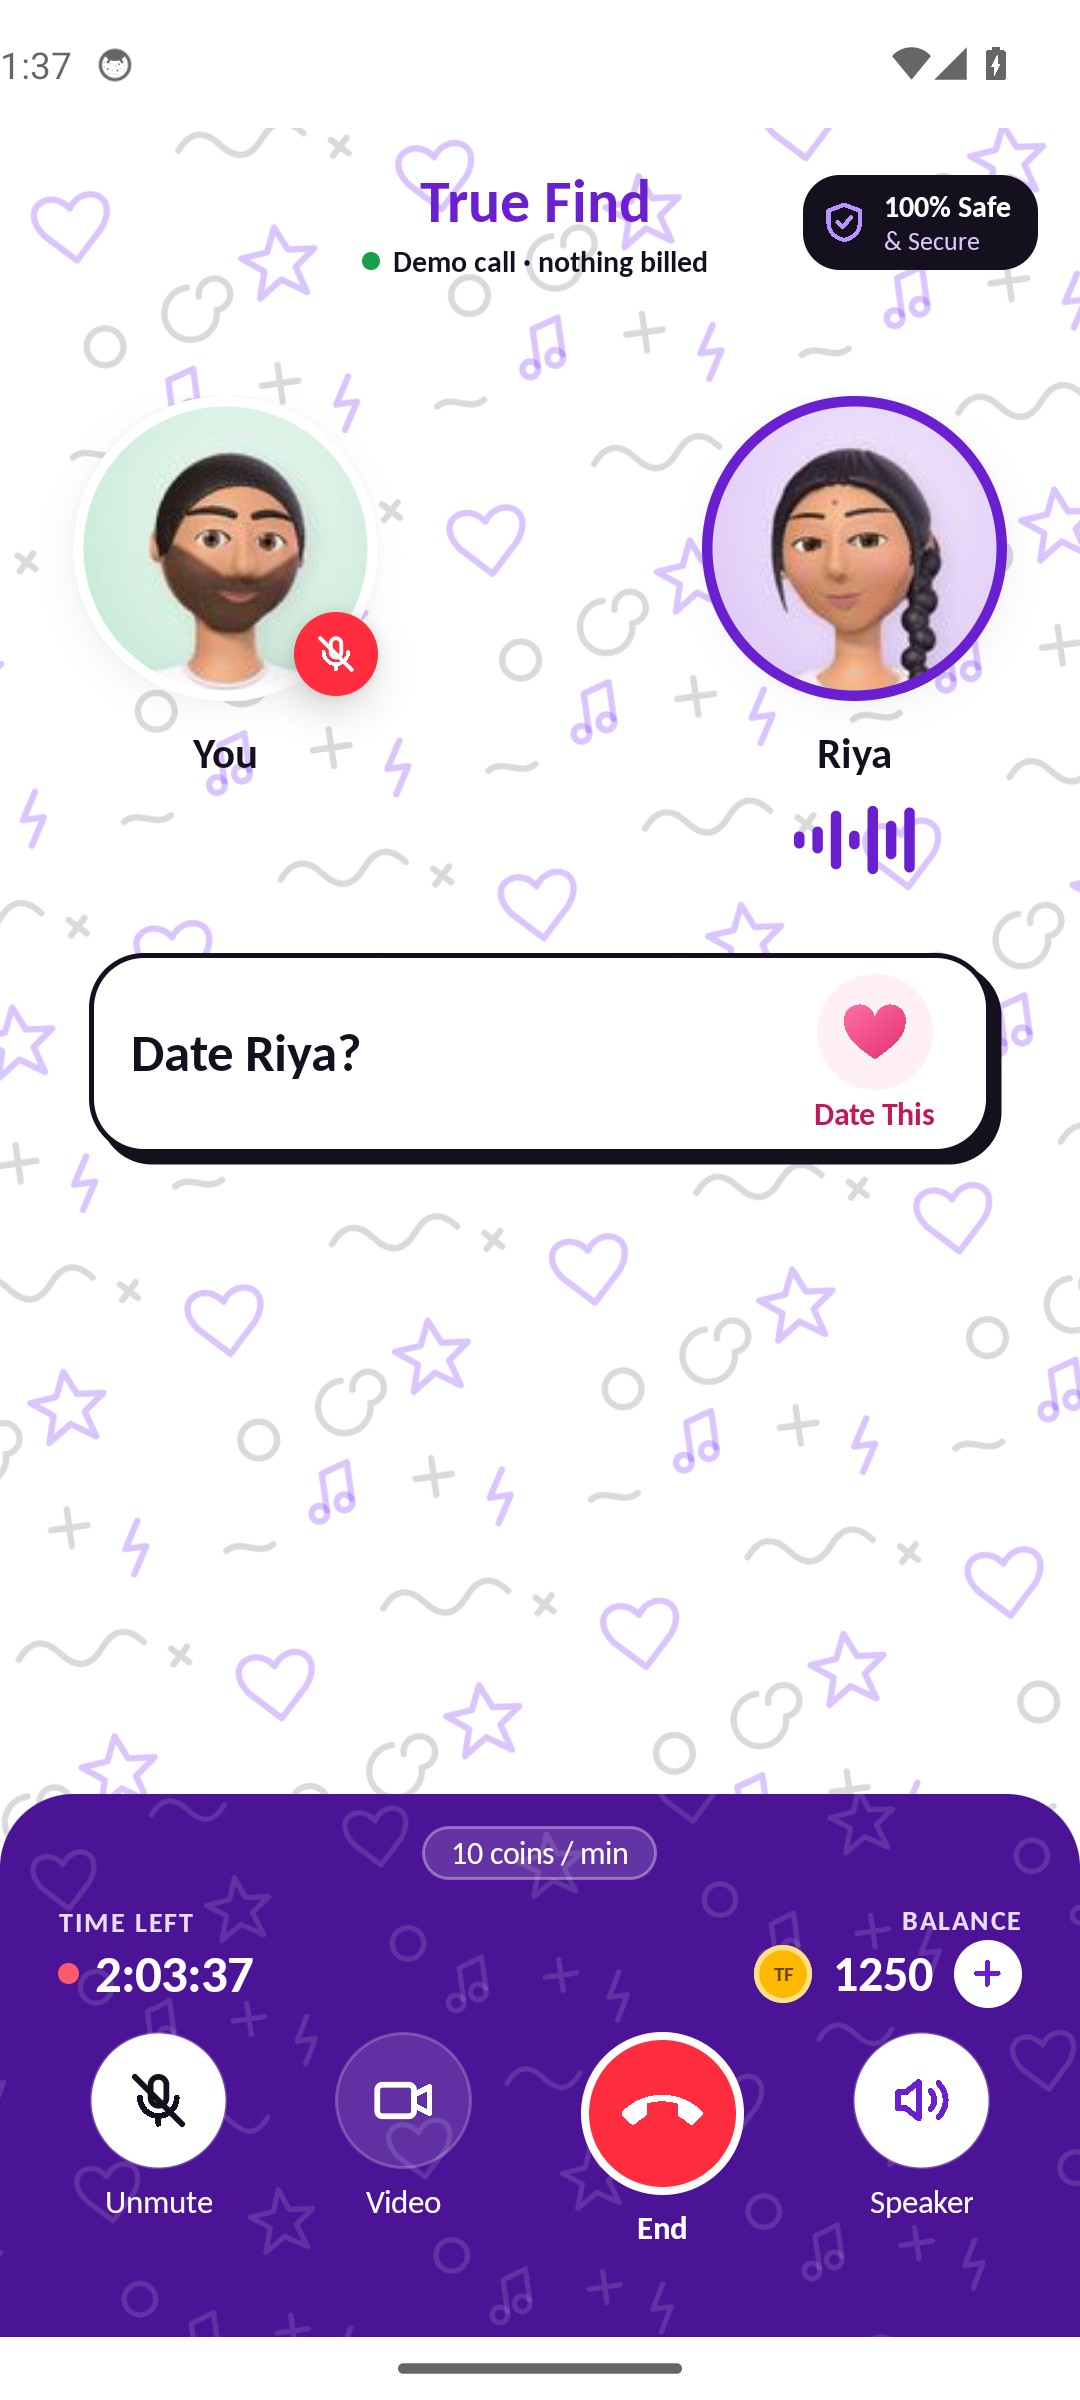 1:37
True Find
Demo call · nothing billed
100% Safe
& Secure
You
Riya
Date Riya?
Date This
10 coins / min
TIME LEFT
2:03:37
BALANCE
TF
1250
Unmute
Video
End
Speaker